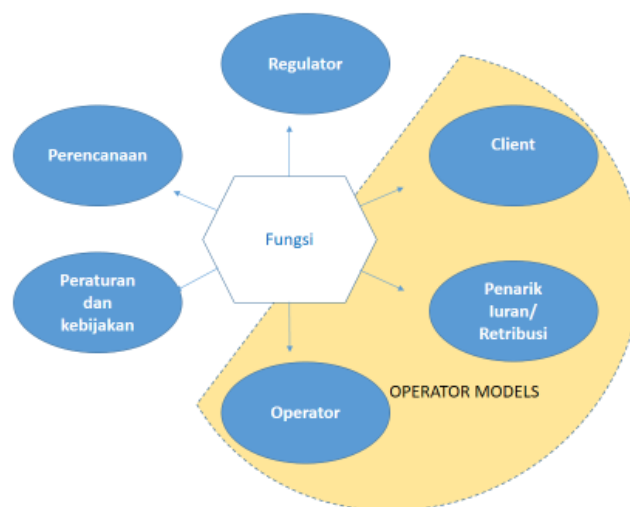 Regulator
Perencanaan
Client
Fungsi
Peraturan
dan
kebijakan
Penarik
Iuran/
Retribusi
OPERATOR MODELS
Operator